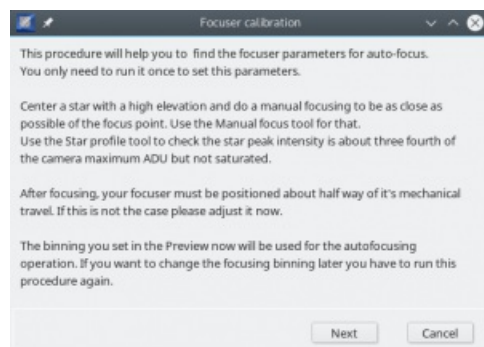 Focuser calibration
This procedure will help you to find the focuser parameters for auto-focus.
You only need to run it once to set this parameters.
Center a star with a high elevation and do a manual focusing to be as close as
possible of the focus point. Use the Manual focus tool for that.
Use the Star profile tool to check the star peak intensity is about three fourth of
the camera maximum ADU but not saturated.
After focusing, your focuser must be positioned about half way of it's mechanical
travel. If this is not the case please adjust it now.
The binning you set in the Preview now will be used for the autofocusing
operation. If you want to change the focusing binning later you have to run this
procedure again.
Next Cancel